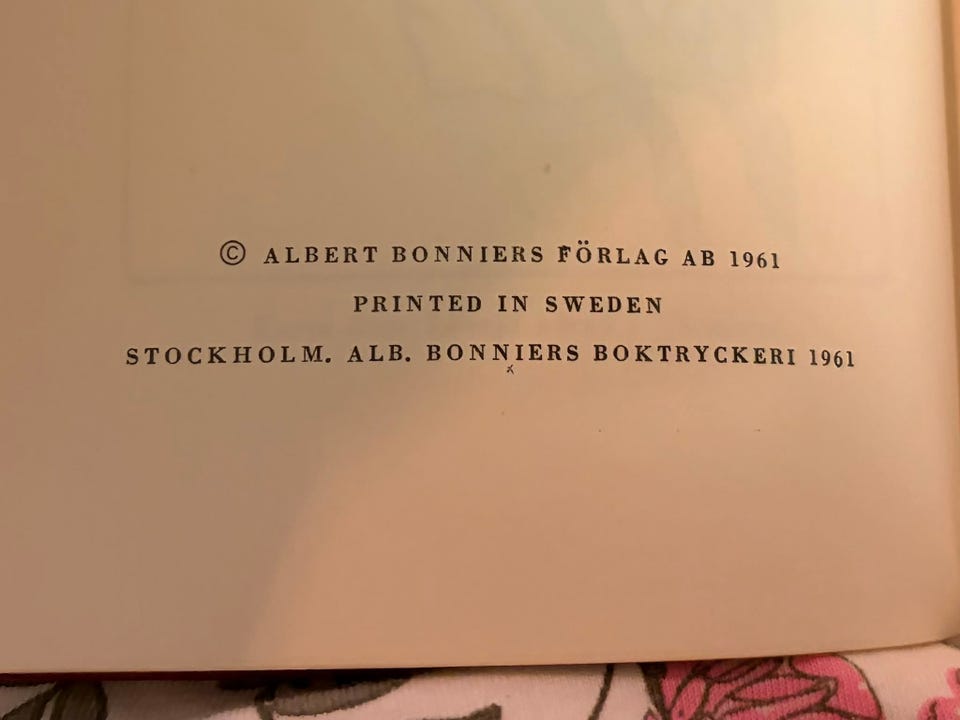 © ALBERT BONNIERS FÖRLAG AB 1961
PRINTED IN SWEDEN
STOCKHOLM. ALB. BONNIERS BOKTRYCKERI 1961